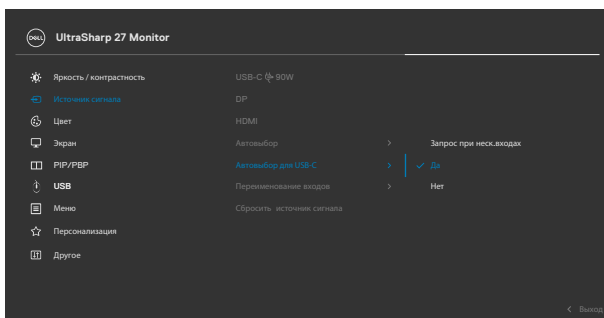 DELL UltraSharp 27 Monitor
Яркость / контрастность USB-C 90W
Источник сигнала DP
Цвет HDMI
Экран Автовыбор Запрос при неск.входах
PIP/PBP Автовыбор для USB-C Да
USB Переименование входов Нет
Меню Сбросить источник сигнала
Персонализация
Другое
Выход